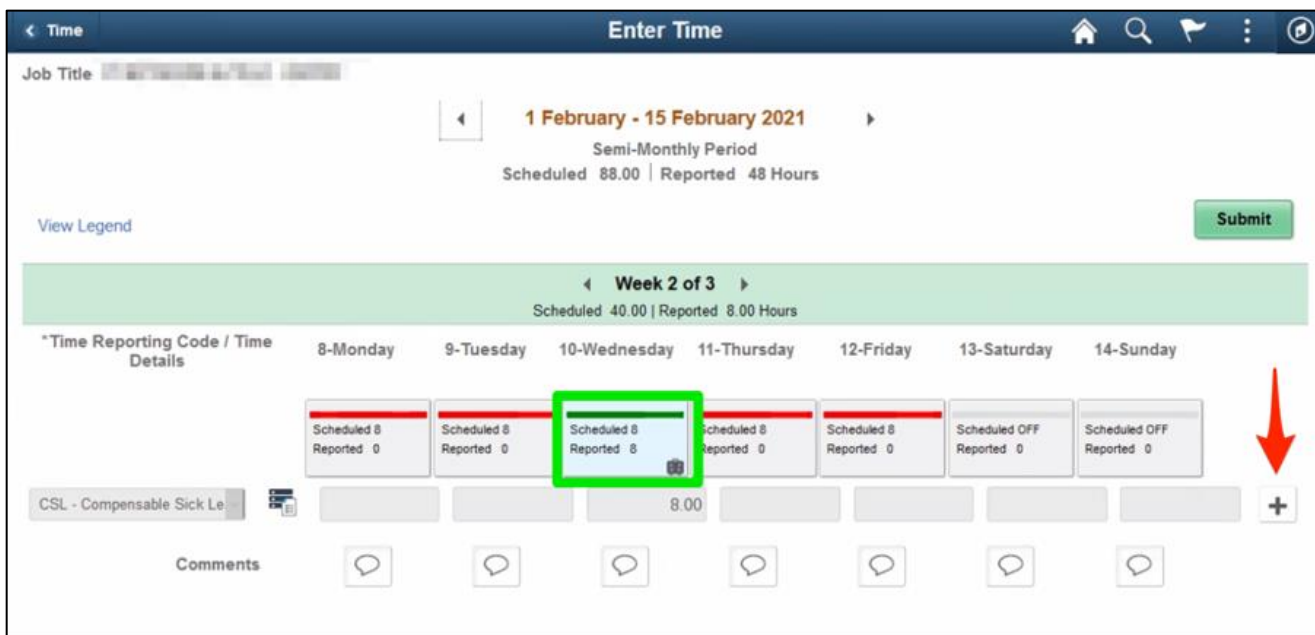 Time
Enter Time
Job Title
1 February - 15 February 2021
Semi-Monthly Period
Scheduled 88.00 | Reported 48 Hours
View Legend
Submit
Week 2 of 3
Scheduled 40.00 | Reported 8.00 Hours
*Time Reporting Code / Time Details
8-Monday 9-Tuesday 10-Wednesday 11-Thursday 12-Friday 13-Saturday 14-Sunday
Scheduled 8 Scheduled 8 Scheduled 8 Scheduled 8 Scheduled 8 Scheduled OFF Scheduled OFF
Reported 0 Reported 0 Reported 8 Reported 0 Reported 0 Reported 0 Reported 0
CSL - Compensable Sick Le 8.00
Comments